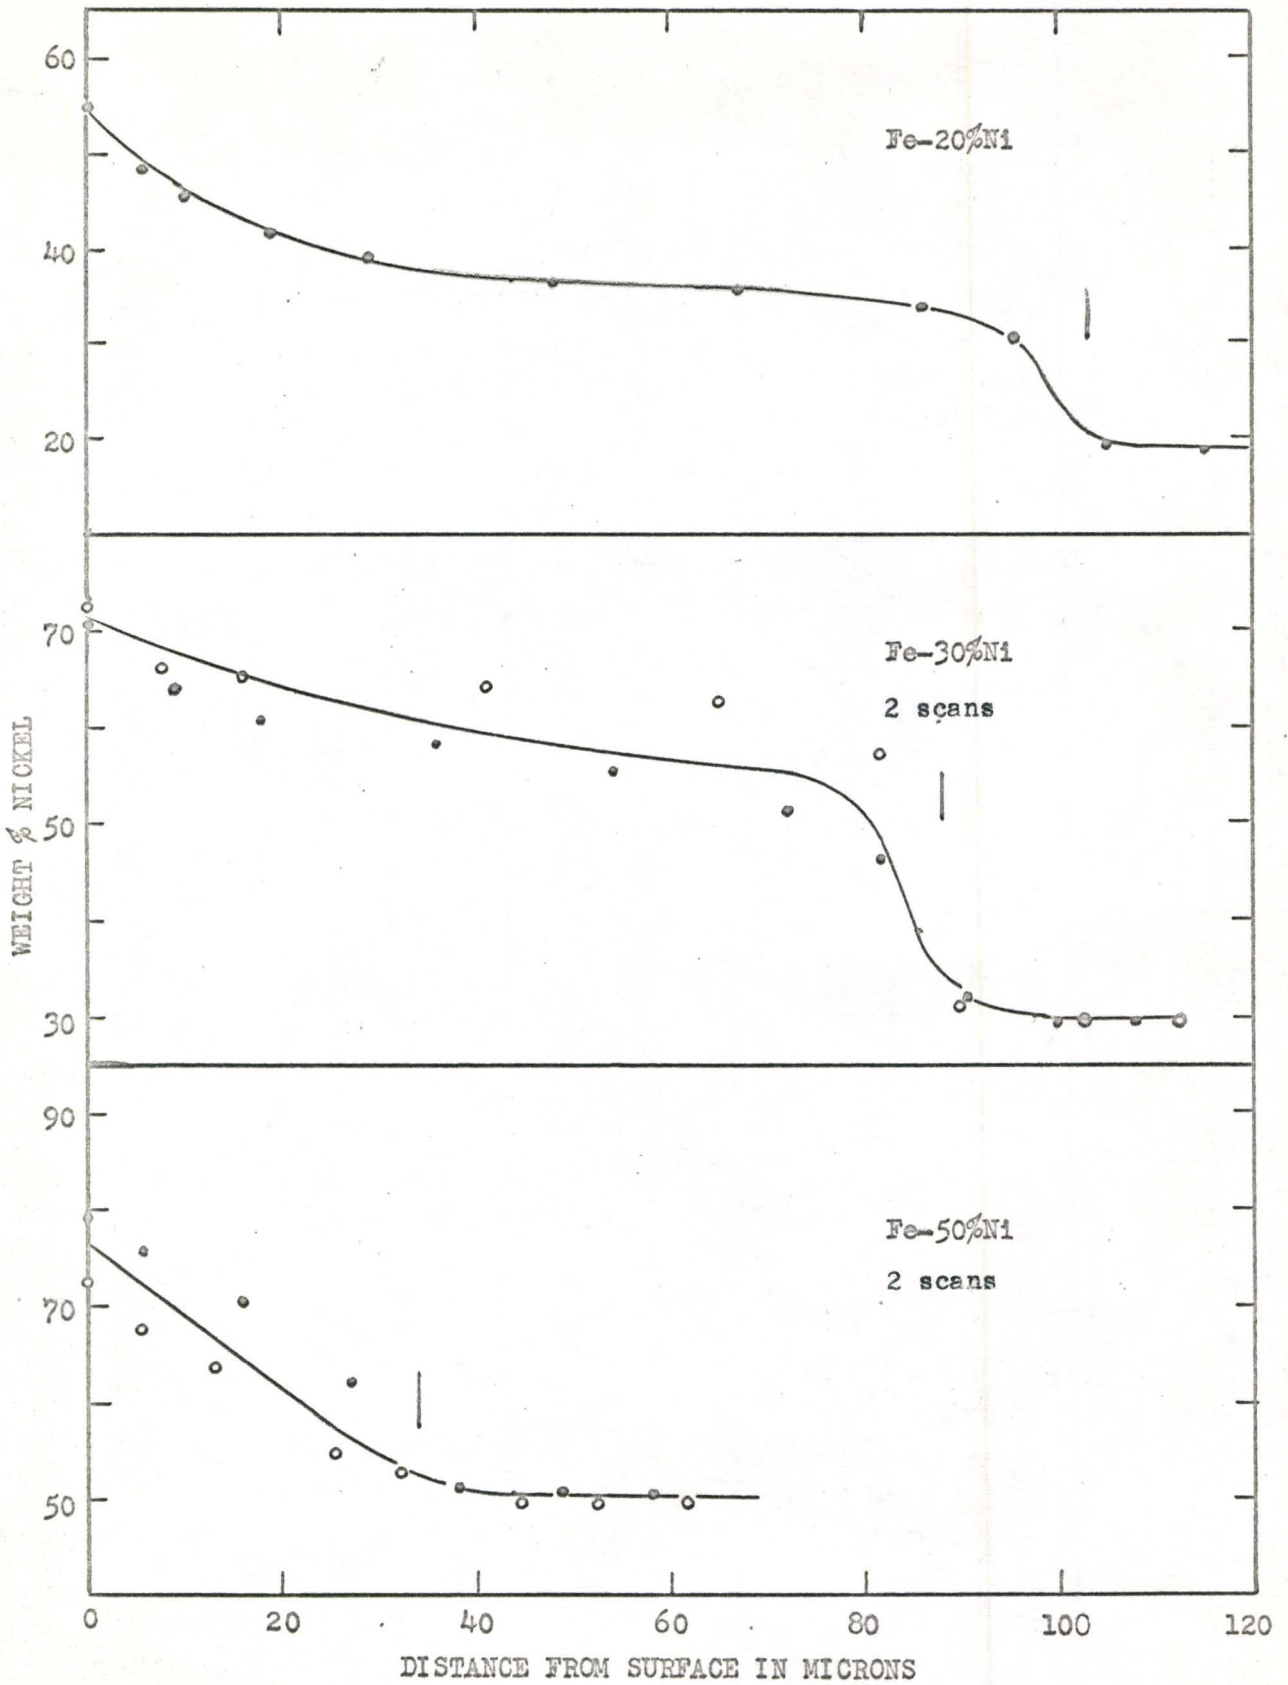 60
Fe-20%Ni
40
20
70
Fe-30%Ni
2 scans
50
30
WEIGHT % NICKEL
90
Fe-50%Ni
2 scans
70
50
0 20 40 60 80 100 120
DISTANCE FROM SURFACE IN MICRONS